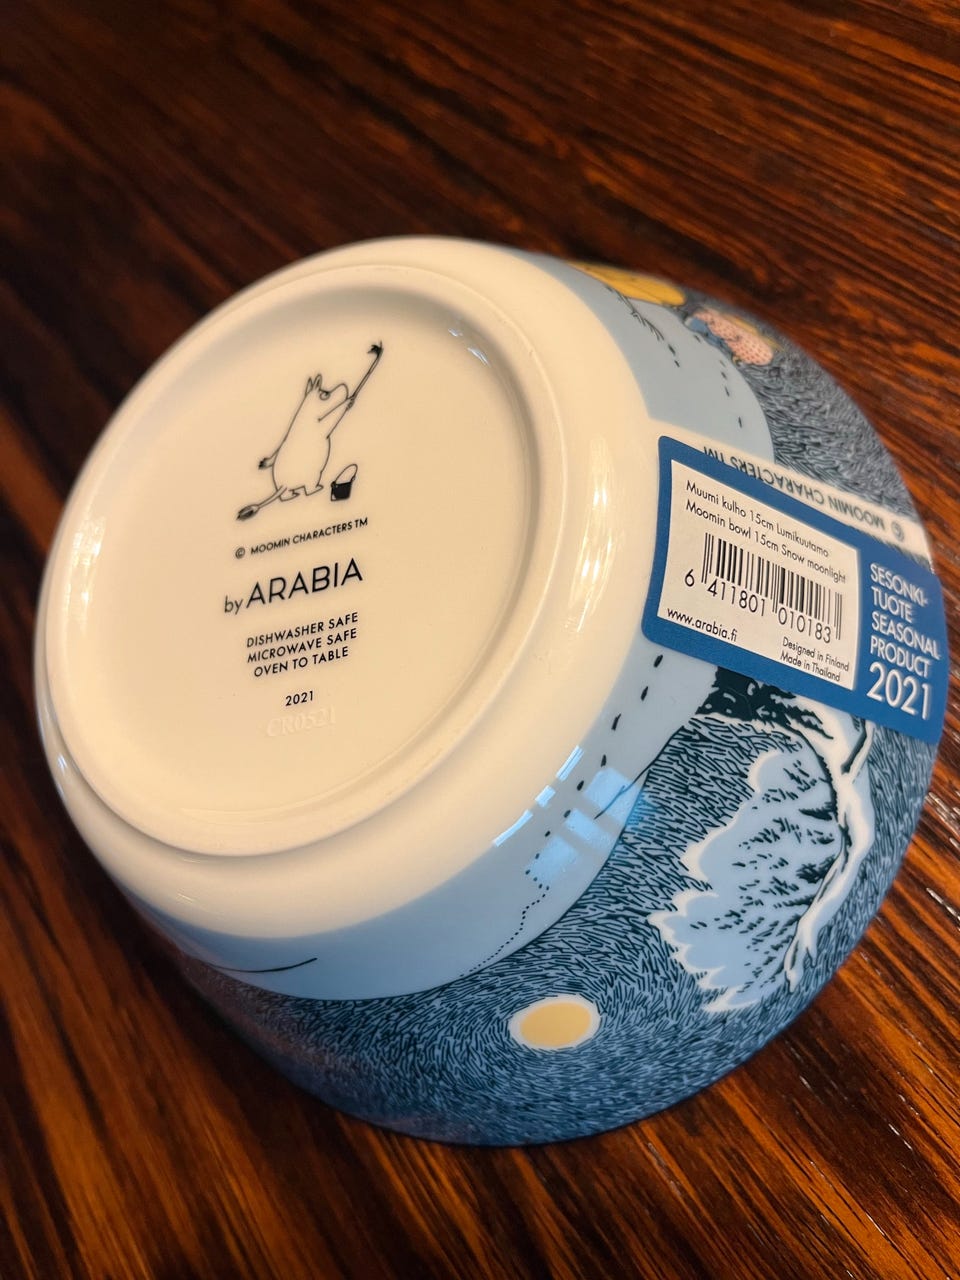 © MOOMIN CHARACTERS TM
by ARABIA
DISHWASHER SAFE
MICROWAVE SAFE
OVEN TO TABLE
2021
CR0521
© MOOMIN CHARACTERS TM
Muumi kulho 15cm Lumikuutamo
Moomin bowl 15cm Snow moonlight
6 411801 010183
www.arabia.fi
Designed in Finland
Made in Thailand
SESONKI-
TUOTE
SEASONAL
PRODUCT
2021